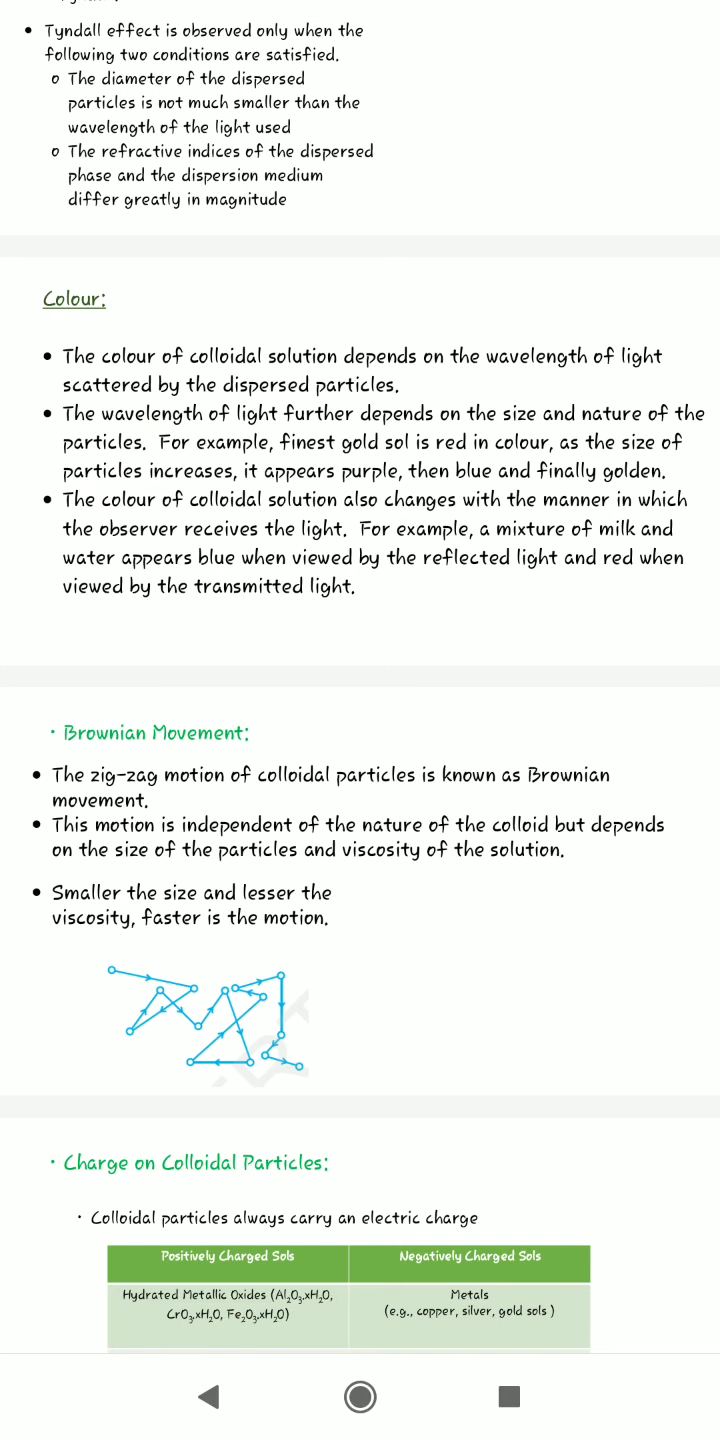 • Tyndall effect is observed only when the
following two conditions are satisfied.
o The diameter of the dispersed
particles is not much smaller than the
wavelength of the light used
o The refractive indices of the dispersed
phase and the dispersion medium
differ greatly in magnitude
Colour:
• The colour of colloidal solution depends on the wavelength of light
scattered by the dispersed particles.
• The wavelength of light further depends on the size and nature of the
particles. For example, finest gold sol is red in colour, as the size of
particles increases, it appears purple, then blue and finally golden.
• The colour of colloidal solution also changes with the manner in which
the observer receives the light. For example, a mixture of milk and
water appears blue when viewed by the reflected light and red when
viewed by the transmitted light.
· Brownian Movement:
• The zig-zag motion of colloidal particles is known as Brownian
movement.
• This motion is independent of the nature of the colloid but depends
on the size of the particles and viscosity of the solution.
• Smaller the size and lesser the
viscosity, faster is the motion.
· Charge on Colloidal Particles:
· Colloidal particles always carry an electric charge
Positively Charged Sols Negatively Charged Sols
Hydrated Metallic Oxides (Al₂O₃.xH₂O,
CrO₃.xH₂O, Fe₂O₃.xH₂O)
Metals
(e.g., copper, silver, gold sols )